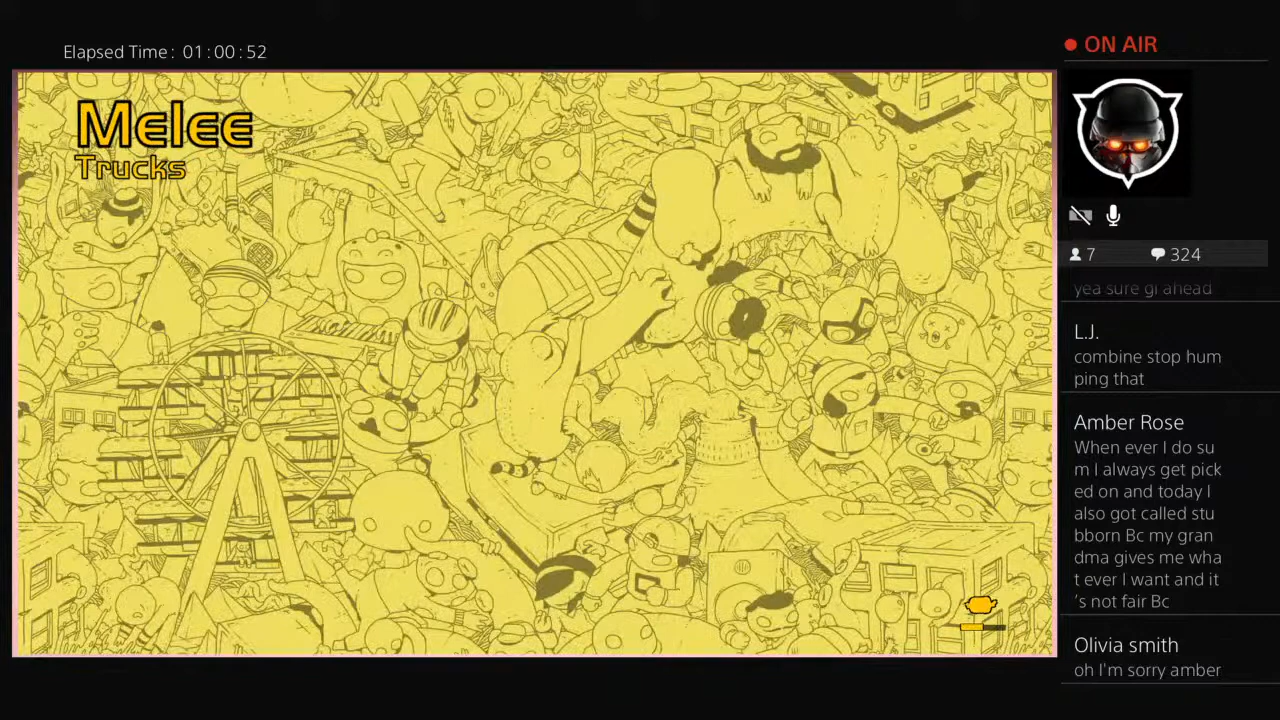 Elapsed Time: 01:00:52
ON AIR
Melee
Trucks
7
324
yea sure gi ahead
L.J.
combine stop hum
ping that
Amber Rose
When ever I do su
m I always get pick
ed on and today I
also got called stu
bborn Bc my gran
dma gives me wha
t ever I want and it
's not fair Bc
Olivia smith
oh I'm sorry amber